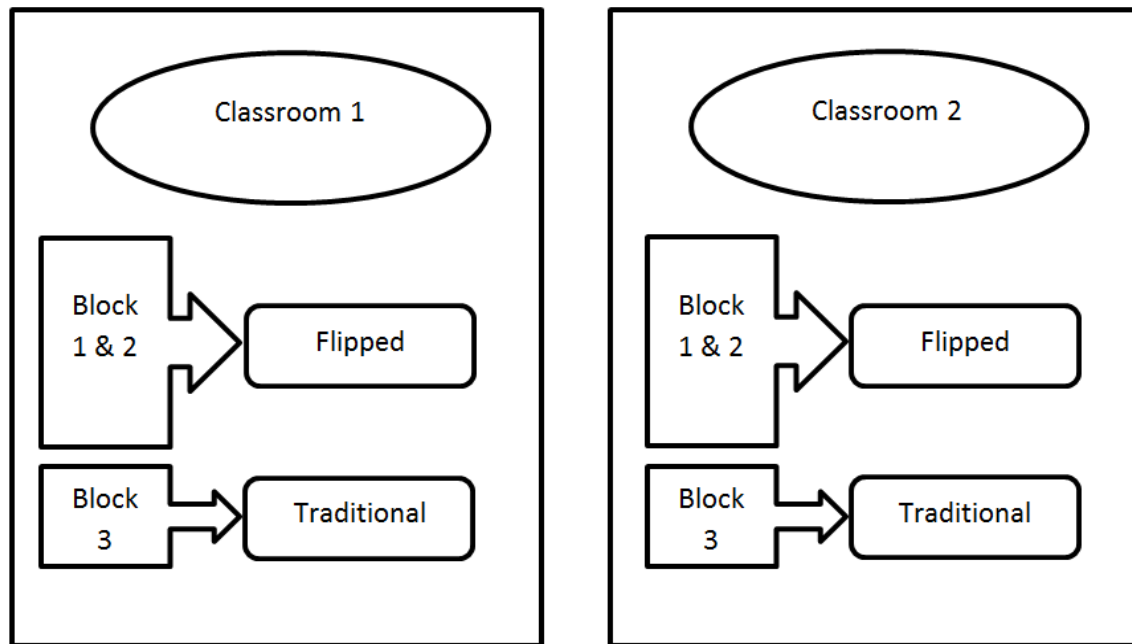 Classroom 1
Block
1 & 2
Flipped
Block
3
Traditional
Classroom 2
Block
1 & 2
Flipped
Block
3
Traditional